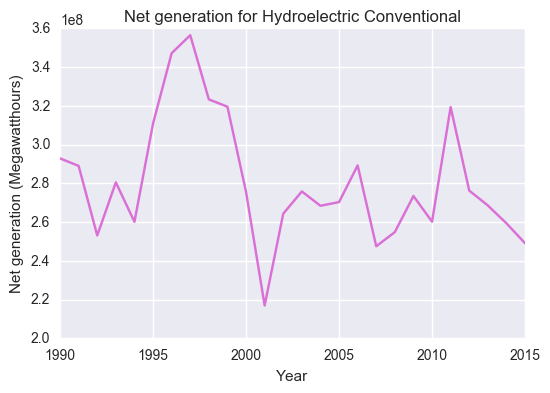 Net generation for Hydroelectric Conventional
1e8
Net generation (Megawatthours)
3.6
3.4
3.2
3.0
2.8
2.6
2.4
2.2
2.0
1990 1995 2000 2005 2010 2015
Year